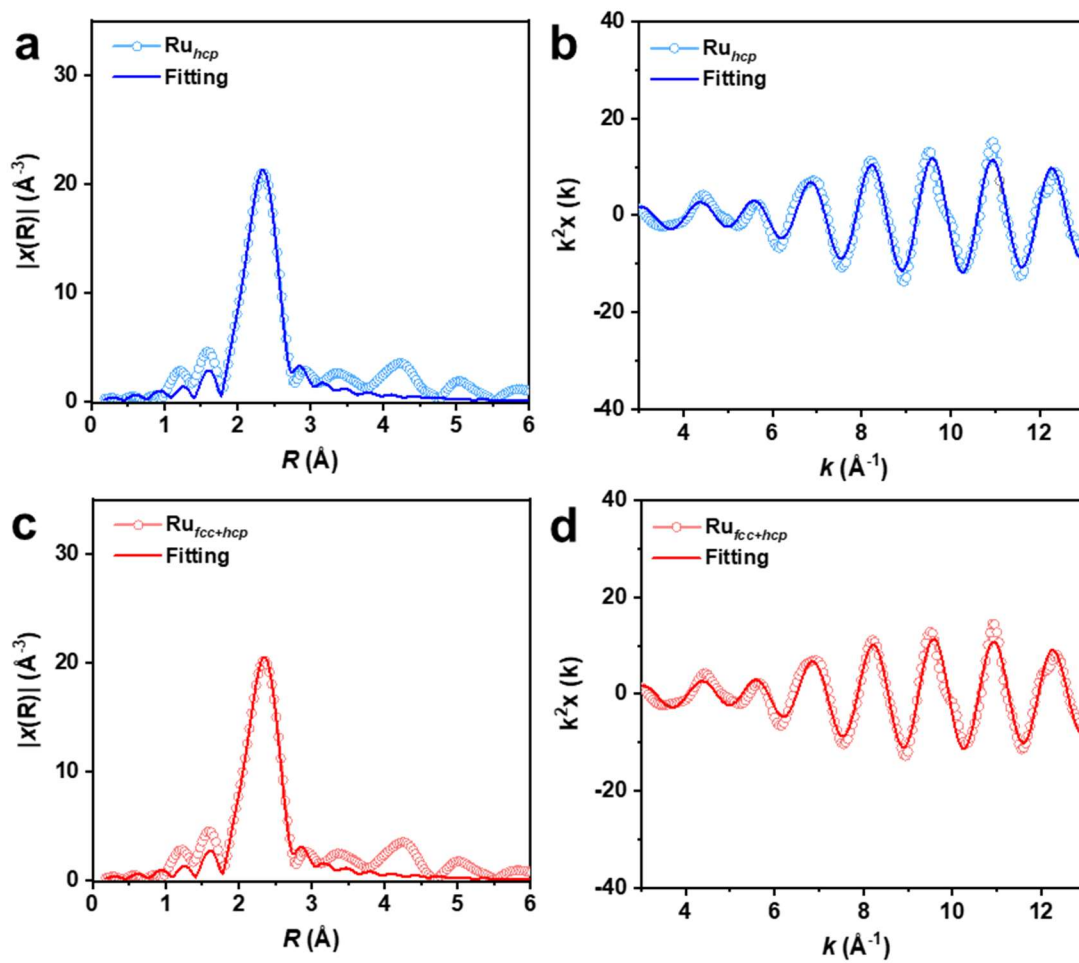 a
Ru_hcp
Fitting
30
20
10
0
|x(R)| (Å⁻³)
0 1 2 3 4 5 6
R (Å)
b
Ru_hcp
Fitting
40
20
0
-20
-40
k²x (k)
4 6 8 10 12
k (Å⁻¹)
c
Ru_fcc+hcp
Fitting
30
20
10
0
|x(R)| (Å⁻³)
0 1 2 3 4 5 6
R (Å)
d
Ru_fcc+hcp
Fitting
40
20
0
-20
-40
k²x (k)
4 6 8 10 12
k (Å⁻¹)